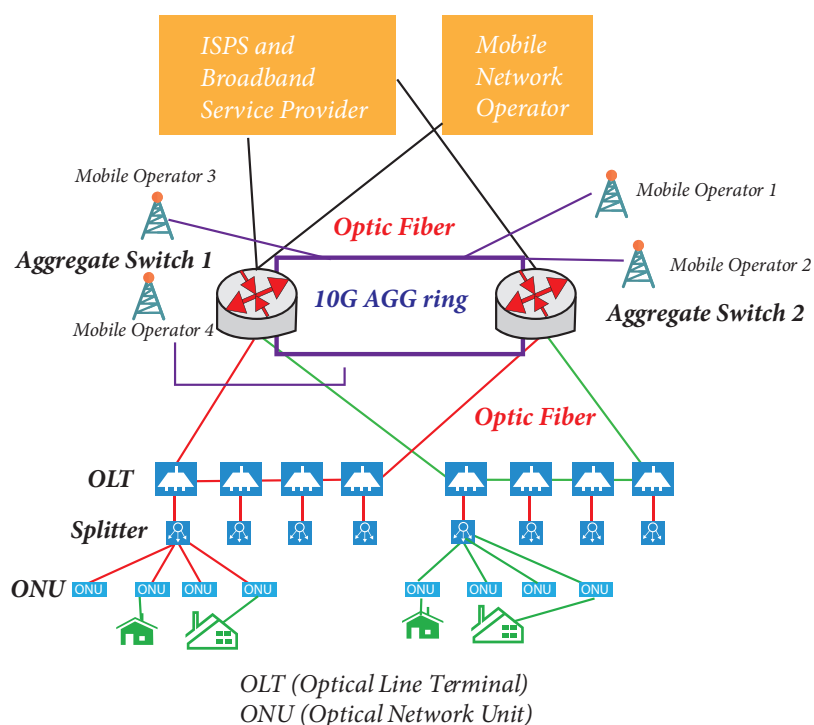 ISPS and
Broadband
Service Provider
Mobile
Network
Operator
Mobile Operator 3
Mobile Operator 1
Optic Fiber
Aggregate Switch 1
Mobile Operator 2
10G AGG ring
Aggregate Switch 2
Mobile Operator 4
Optic Fiber
OLT
Splitter
ONU
ONU
ONU
ONU
ONU
ONU
ONU
ONU
ONU
OLT (Optical Line Terminal)
ONU (Optical Network Unit)